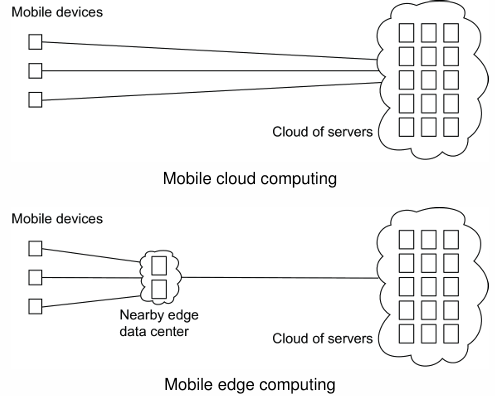 Mobile devices
Cloud of servers
Mobile cloud computing
Mobile devices
Nearby edge
data center
Cloud of servers
Mobile edge computing